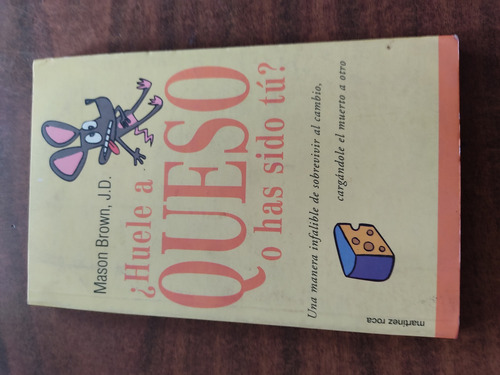 Mason Brown, J.D.
¿Huele a
QUESO
o has sido tú?
Una manera infalible de sobrevivir al cambio,
cargándole el muerto a otro
martínez roca